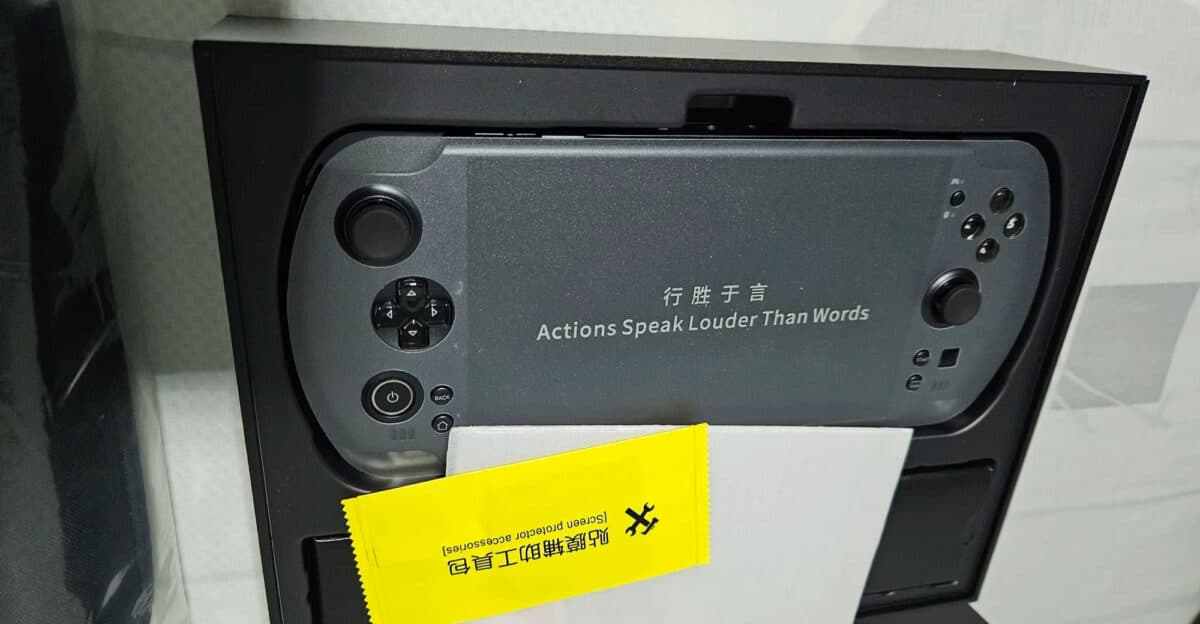 行胜于言
Actions Speak Louder Than Words
BACK
贴膜辅助工具包
[Screen protector accessories]